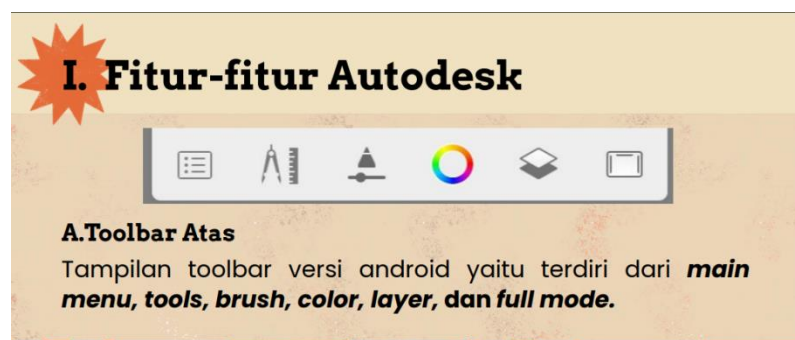 I. Fitur-fitur Autodesk
A.Toolbar Atas
Tampilan toolbar versi android yaitu terdiri dari main
menu, tools, brush, color, layer, dan full mode.